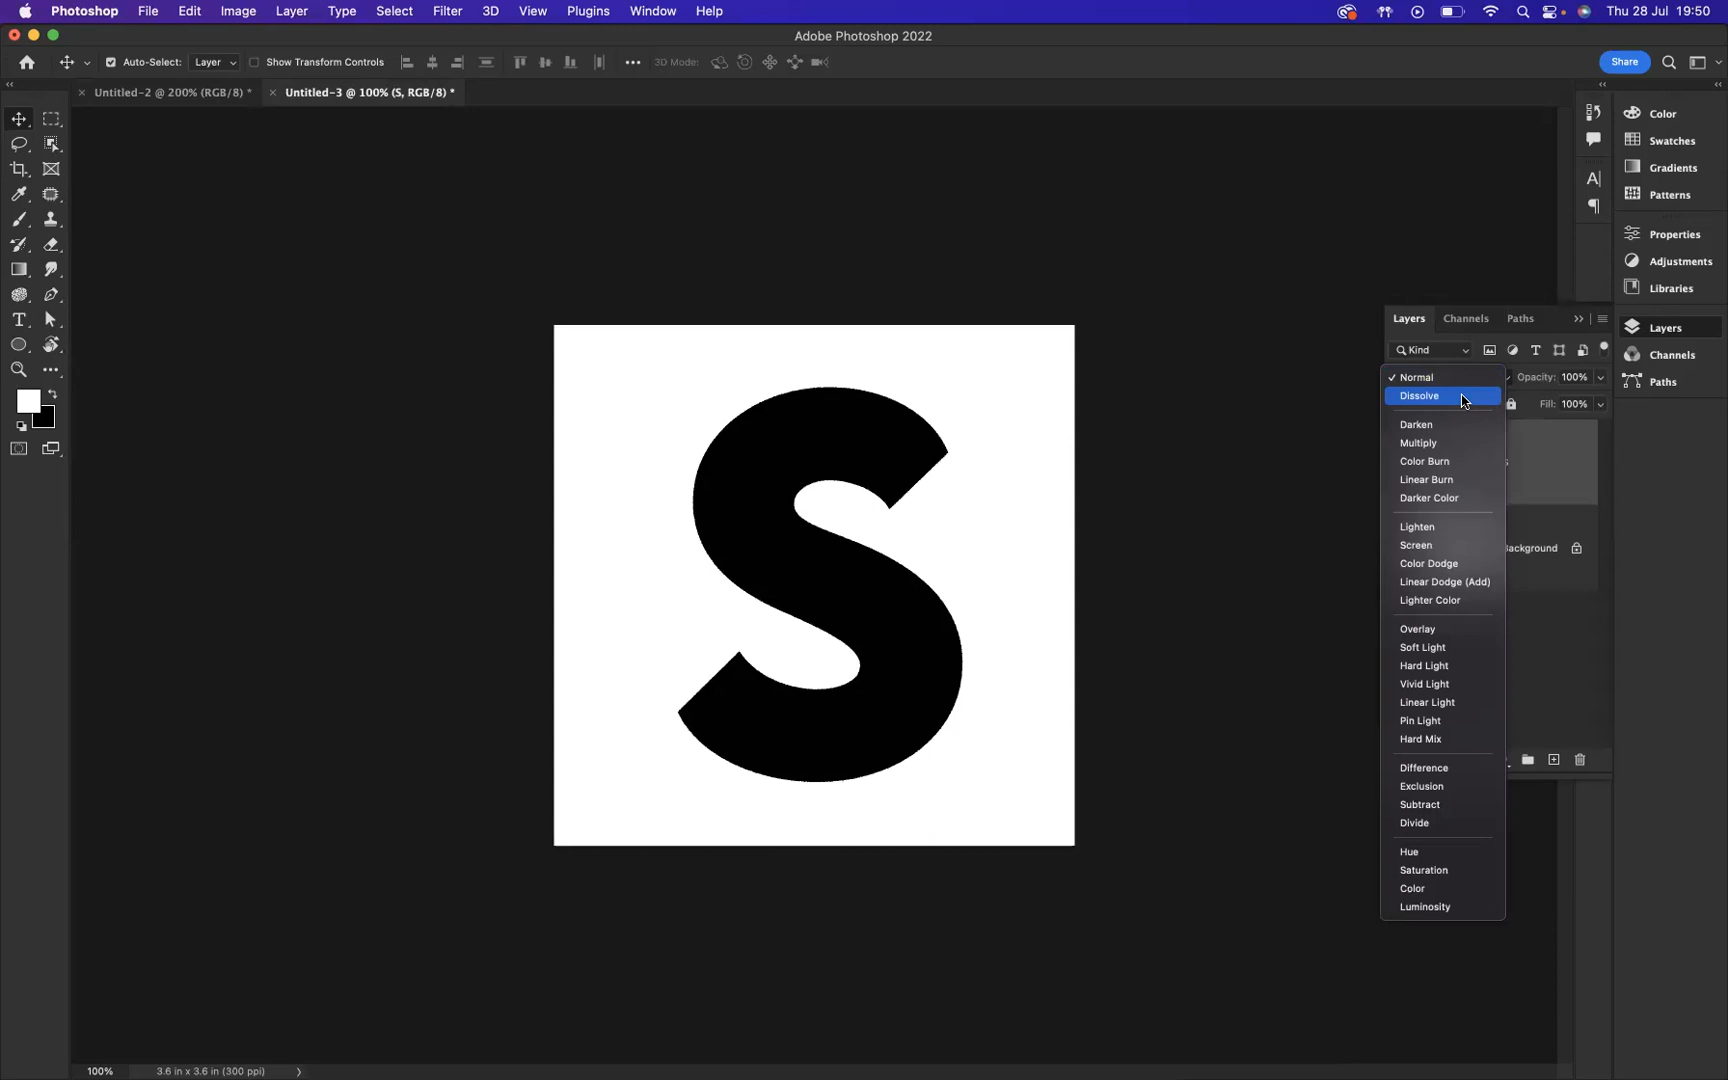 Photoshop File Edit Image Layer Type Select Filter 3D View Plugins Window Help Thu 28 Jul 19:50
Adobe Photoshop 2022
Auto-Select: Layer Show Transform Controls 3D Mode: Share
Untitled-2 @ 200% (RGB/8) * Untitled-3 @ 100% (S, RGB/8) *
Color
Swatches
Gradients
Patterns
Properties
Adjustments
Libraries
Layers
Channels
Paths
Layers Channels Paths
Kind
Opacity: 100%
Fill: 100%
Normal
Dissolve
Darken
Multiply
Color Burn
Linear Burn
Darker Color
Lighten
Screen
Color Dodge
Linear Dodge (Add)
Lighter Color
Overlay
Soft Light
Hard Light
Vivid Light
Linear Light
Pin Light
Hard Mix
Difference
Exclusion
Subtract
Divide
Hue
Saturation
Color
Luminosity
S
100% 3.6 in x 3.6 in (300 ppi)